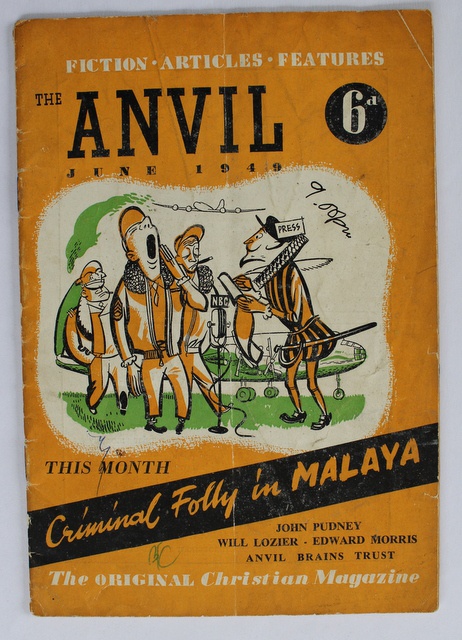 FICTION · ARTICLES · FEATURES
THE ANVIL 6d
JUNE 1949
PRESS
NBC
THIS MONTH
Criminal Folly in MALAYA
JOHN PUDNEY
WILL LOZIER · EDWARD MORRIS
ANVIL BRAINS TRUST
The ORIGINAL Christian Magazine